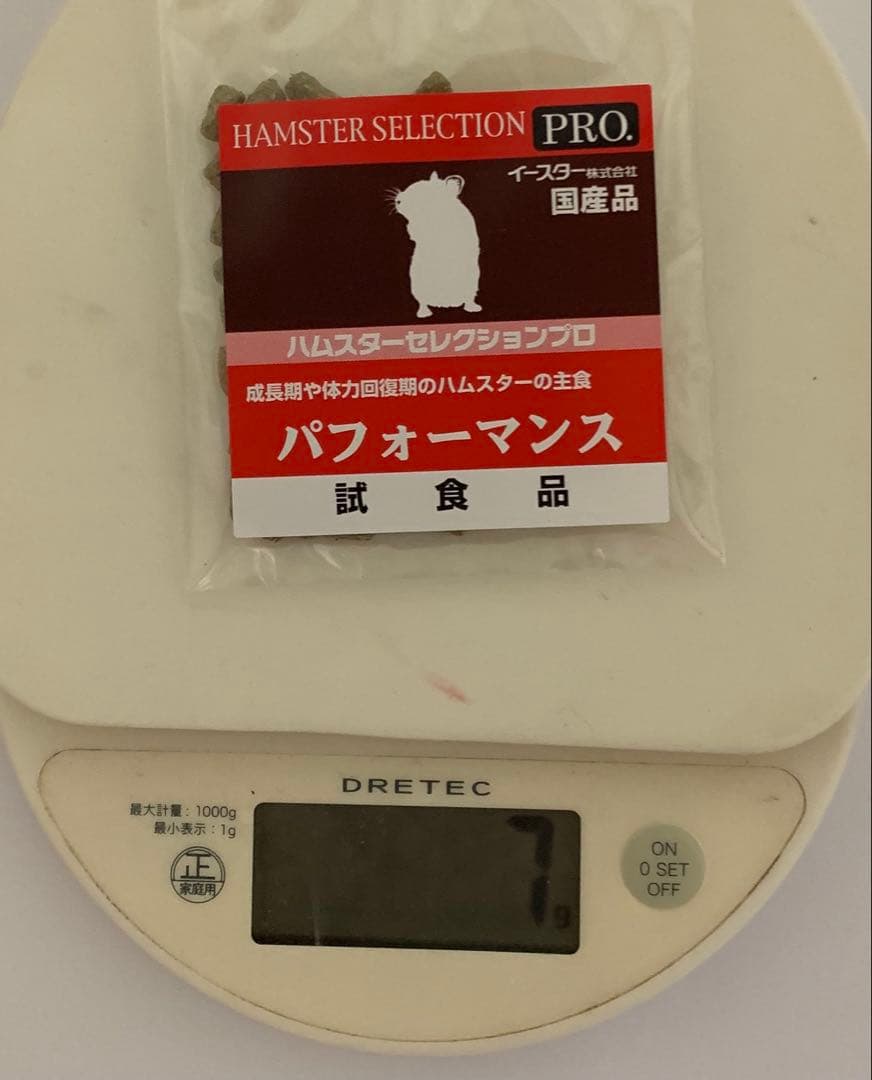 HAMSTER SELECTION PRO.
イースター株式会社
国産品
ハムスターセレクションプロ
成長期や体力回復期のハムスターの主食
パフォーマンス
試食品
DRETEC
最大計量：1000g
最小表示：1g
正
家庭用
7g
ON
0 SET
OFF